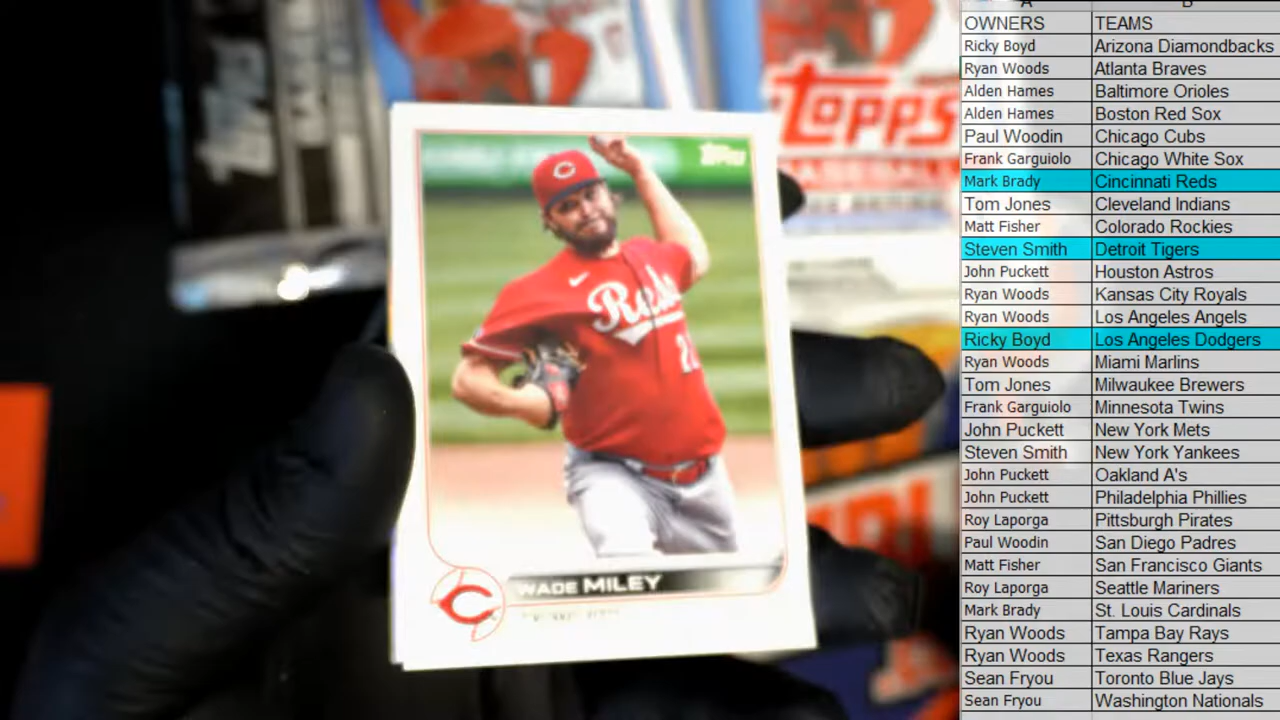 TOPPS
BASEBALL
Topps
Reds
WADE MILEY
C
OWNERS TEAMS
Ricky Boyd Arizona Diamondbacks
Ryan Woods Atlanta Braves
Alden Hames Baltimore Orioles
Alden Hames Boston Red Sox
Paul Woodin Chicago Cubs
Frank Garguiolo Chicago White Sox
Mark Brady Cincinnati Reds
Tom Jones Cleveland Indians
Matt Fisher Colorado Rockies
Steven Smith Detroit Tigers
John Puckett Houston Astros
Ryan Woods Kansas City Royals
Ryan Woods Los Angeles Angels
Ricky Boyd Los Angeles Dodgers
Ryan Woods Miami Marlins
Tom Jones Milwaukee Brewers
Frank Garguiolo Minnesota Twins
John Puckett New York Mets
Steven Smith New York Yankees
John Puckett Oakland A's
John Puckett Philadelphia Phillies
Roy Laporga Pittsburgh Pirates
Paul Woodin San Diego Padres
Matt Fisher San Francisco Giants
Roy Laporga Seattle Mariners
Mark Brady St. Louis Cardinals
Ryan Woods Tampa Bay Rays
Ryan Woods Texas Rangers
Sean Fryou Toronto Blue Jays
Sean Fryou Washington Nationals